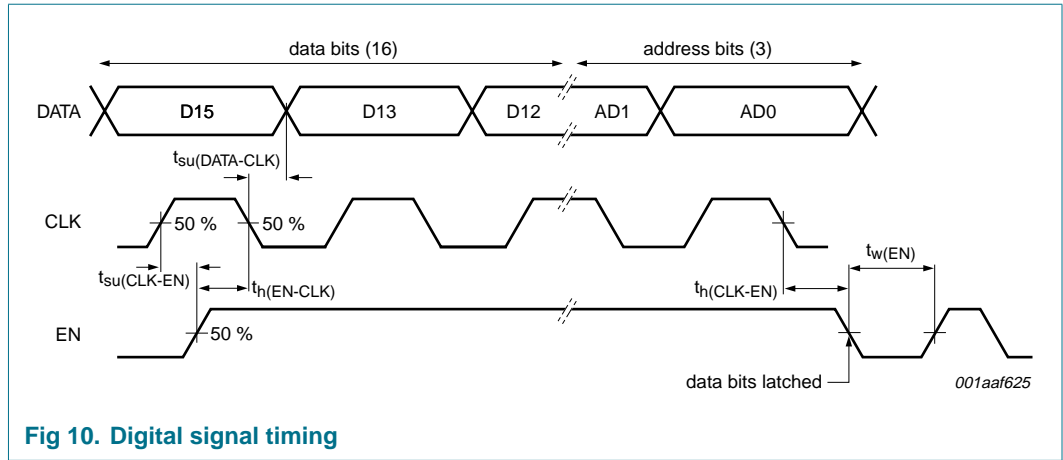 data bits (16) address bits (3)
DATA D15 D13 D12 AD1 AD0
tsu(DATA-CLK)
CLK 50 % 50 %
tsu(CLK-EN) th(EN-CLK) th(CLK-EN) tw(EN)
EN 50 %
data bits latched 001aaf625
Fig 10. Digital signal timing